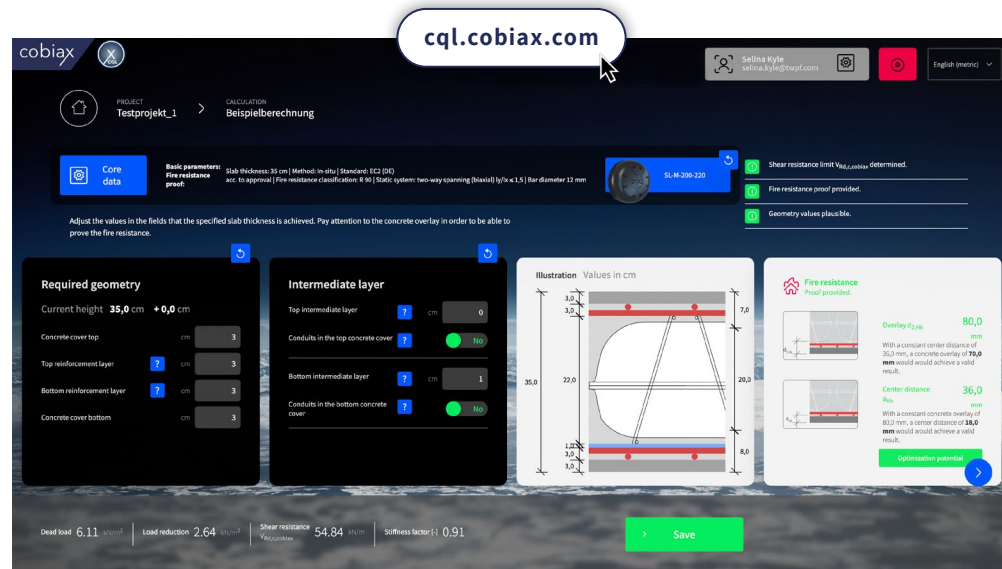 cql.cobiax.com
cobiax
CQL
Selina Kyle
selina.kyle@twpf.com
English (metric)
PROJECT
Testprojekt_1
CALCULATION
Beispielberechnung
Core
data
Basic parameters: Slab thickness: 35 cm | Method: In-situ | Standard: EC2 (DE)
Fire resistance proof: acc. to approval | Fire resistance classification: R 90 | Static system: two-way spanning (biaxial) ly/lx ≤ 1,5 | Bar diameter 12 mm
SL-M-200-220
Shear resistance limit VRd,c,cobiax determined.
Fire resistance proof provided.
Geometry values plausible.
Adjust the values in the fields that the specified slab thickness is achieved. Pay attention to the concrete overlay in order to be able to
prove the fire resistance.
Required geometry
Current height 35,0 cm + 0,0 cm
Concrete cover top cm 3
Top reinforcement layer ? cm 3
Bottom reinforcement layer ? cm 3
Concrete cover bottom cm 3
Intermediate layer
Top intermediate layer ? cm 0
Conduits in the top concrete cover ? No
Bottom intermediate layer ? cm 1
Conduits in the bottom concrete
cover ? No
Illustration Values in cm
3,0
3,0
7,0
35,0
22,0
20,0
1,0
3,0
3,0
8,0
Fire resistance
Proof provided.
Overlay d2,Hs 80,0
mm
With a constant center distance of
36,0 mm, a concrete overlay of 70,0
mm would would achieve a valid
result.
Center distance 36,0
mm
With a constant concrete overlay of
80,0 mm, a center distance of 18,0
mm would would achieve a valid
result.
Optimization potential
Dead load 6.11 kN/m²
Load reduction 2.64 kN/m²
Shear resistance
VRd,c,cobiax 54.84 kN/m
Stiffness factor [-] 0.91
Save